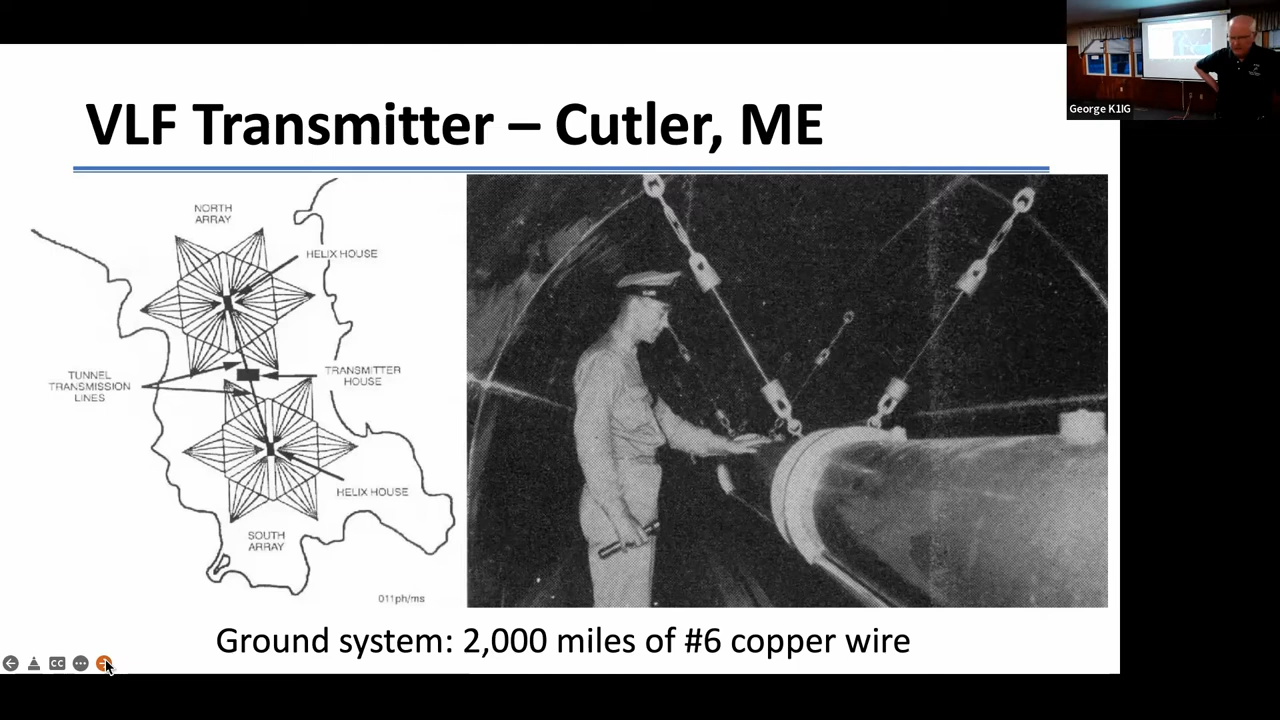 George K1IG
VLF Transmitter – Cutler, ME
NORTH
ARRAY
HELIX HOUSE
TUNNEL
TRANSMISSION
LINES
TRANSMITTER
HOUSE
HELIX HOUSE
SOUTH
ARRAY
011ph/ms
Ground system: 2,000 miles of #6 copper wire
CC